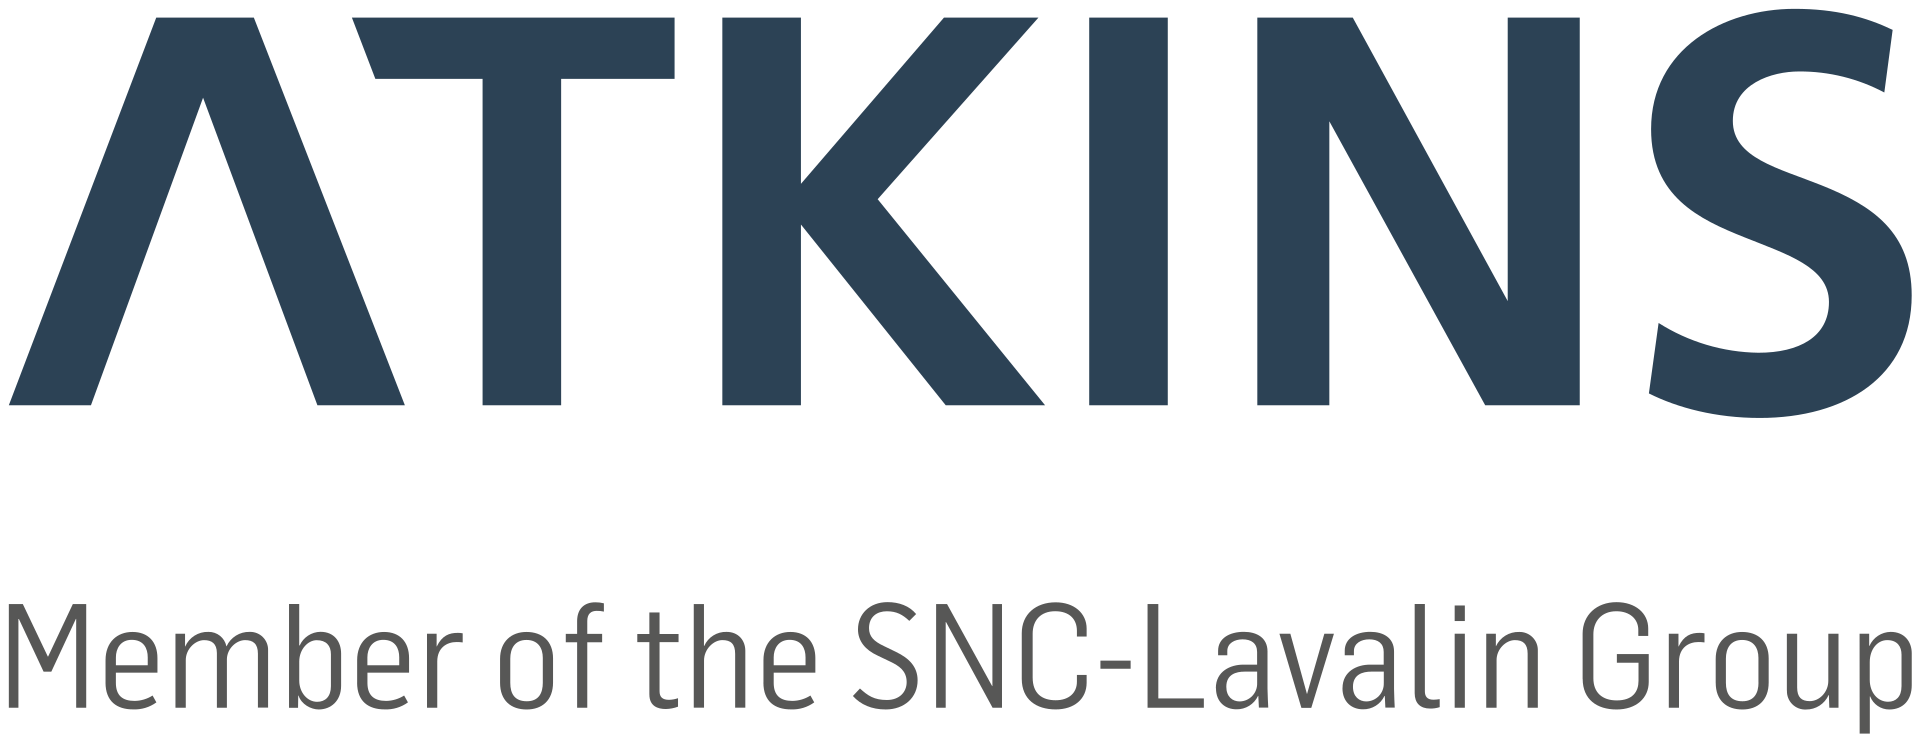 ATKINS
Member of the SNC-Lavalin Group